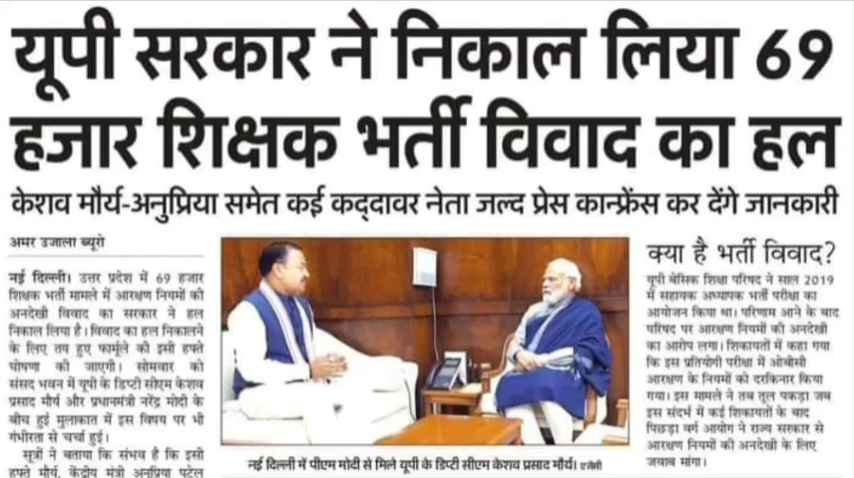 यूपी सरकार ने निकाल लिया 69
हजार शिक्षक भर्ती विवाद का हल
केशव मौर्य-अनुप्रिया समेत कई कद्दावर नेता जल्द प्रेस कान्फ्रेंस कर देंगे जानकारी
अमर उजाला ब्यूरो
नई दिल्ली। उत्तर प्रदेश में 69 हजार
शिक्षक भर्ती मामले में आरक्षण नियमों की
अनदेखी विवाद का सरकार ने हल
निकाल लिया है। विवाद का हल निकालने
के लिए तय हुए फार्मूले की इसी हफ्ते
घोषणा की जाएगी। सोमवार को
संसद भवन में यूपी के डिप्टी सीएम केशव
प्रसाद मौर्य और प्रधानमंत्री नरेंद्र मोदी के
बीच हुई मुलाकात में इस विषय पर भी
गंभीरता से चर्चा हुई।
सूत्रों ने बताया कि संभव है कि इसी
हफ्ते मौर्य, केंद्रीय मंत्री अनुप्रिया पटेल
नई दिल्ली में पीएम मोदी से मिले यूपी के डिप्टी सीएम केशव प्रसाद मौर्य। एजेंसी
क्या है भर्ती विवाद?
यूपी बेसिक शिक्षा परिषद ने साल 2019
में सहायक अध्यापक भर्ती परीक्षा का
आयोजन किया था। परिणाम आने के बाद
परिषद पर आरक्षण नियमों की अनदेखी
का आरोप लगा। शिकायतों में कहा गया
कि इस प्रतियोगी परीक्षा में ओबीसी
आरक्षण के नियमों को दरकिनार किया
गया। इस मामले ने तब तूल पकड़ा जब
इस संदर्भ में कई शिकायतों के बाद
पिछड़ा वर्ग आयोग ने राज्य सरकार से
आरक्षण नियमों की अनदेखी के लिए
जवाब मांगा।